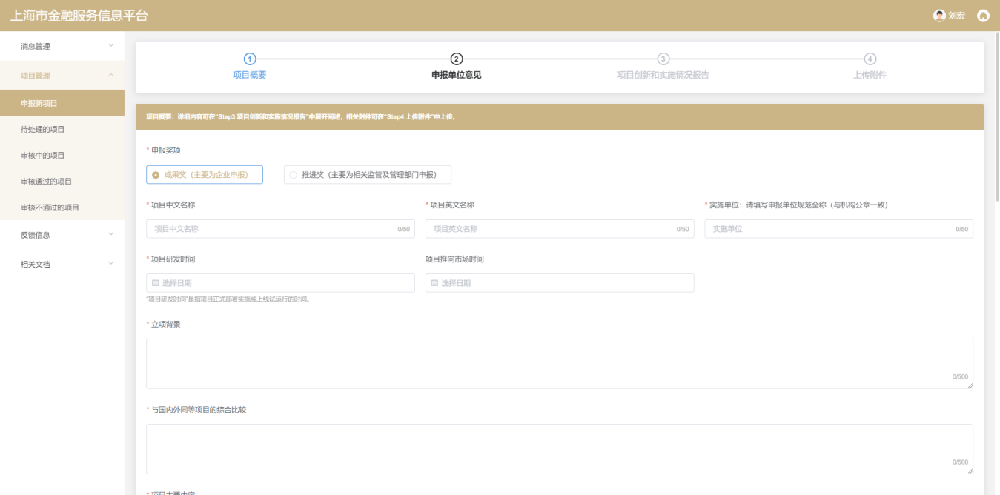 上海市金融服务信息平台
刘宏
消息管理
项目管理
申报新项目
待处理的项目
审核中的项目
审核通过的项目
审核不通过的项目
反馈信息
相关文档
1 2 3 4
项目概要 申报单位意见 项目创新和实施情况报告 上传附件
项目概要：详细内容可在"Step3 项目创新和实施情况报告"中展开阐述，相关附件可在"Step4 上传附件"中上传。
* 申报奖项
成果奖（主要为企业申报） 推进奖（主要为相关监管及管理部门申报）
* 项目中文名称 * 项目英文名称 * 实施单位：请填写申报单位规范全称（与机构公章一致）
项目中文名称 0/50 项目英文名称 0/50 实施单位 0/50
* 项目研发时间 项目推向市场时间
选择日期 选择日期
"项目研发时间"是指项目正式部署实施或上线试运行的时间。
* 立项背景
0/500
* 与国内外同等项目的综合比较
0/500
* 项目主要内容